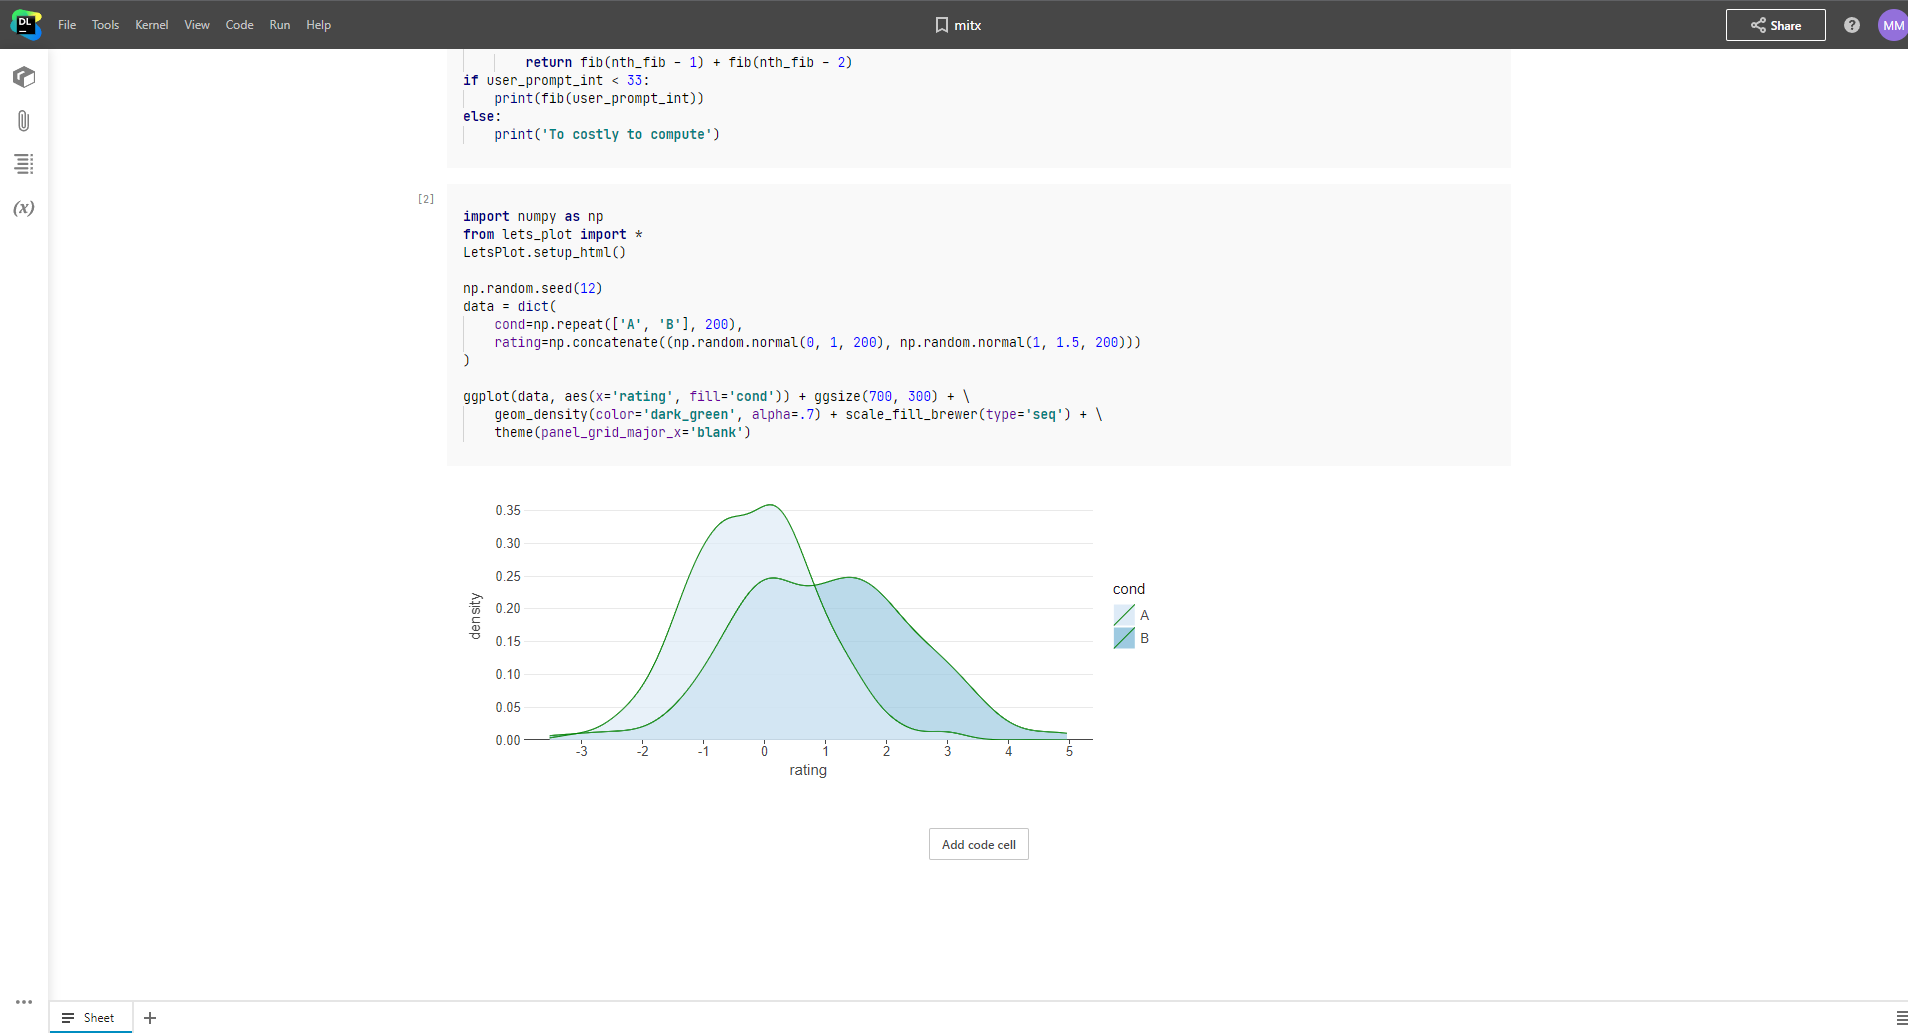 DL File Tools Kernel View Code Run Help mitx Share ? MM
return fib(nth_fib - 1) + fib(nth_fib - 2)
if user_prompt_int < 33:
print(fib(user_prompt_int))
else:
print('To costly to compute')
[2]
import numpy as np
from lets_plot import *
LetsPlot.setup_html()
np.random.seed(12)
data = dict(
cond=np.repeat(['A', 'B'], 200),
rating=np.concatenate((np.random.normal(0, 1, 200), np.random.normal(1, 1.5, 200)))
)
ggplot(data, aes(x='rating', fill='cond')) + ggsize(700, 300) + \
geom_density(color='dark_green', alpha=.7) + scale_fill_brewer(type='seq') + \
theme(panel_grid_major_x='blank')
(x)
0.35
0.30
0.25
0.20
0.15
0.10
0.05
0.00
density
-3 -2 -1 0 1 2 3 4 5
rating
cond
A
B
Add code cell
Sheet +